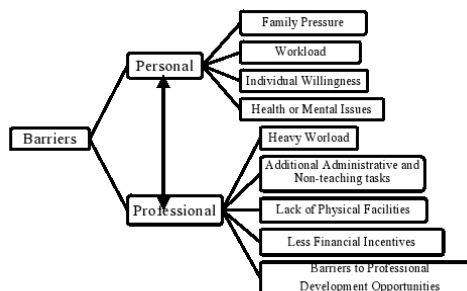 Family Pressure
Workload
Personal
Individual Willingness
Health or Mental Issues
Barriers
Heavy Worload
Additional Administrative and
Non-teaching tasks
Professional
Lack of Physical Facilities
Less Financial Incentives
Barriers to Professional
Development Opportunities